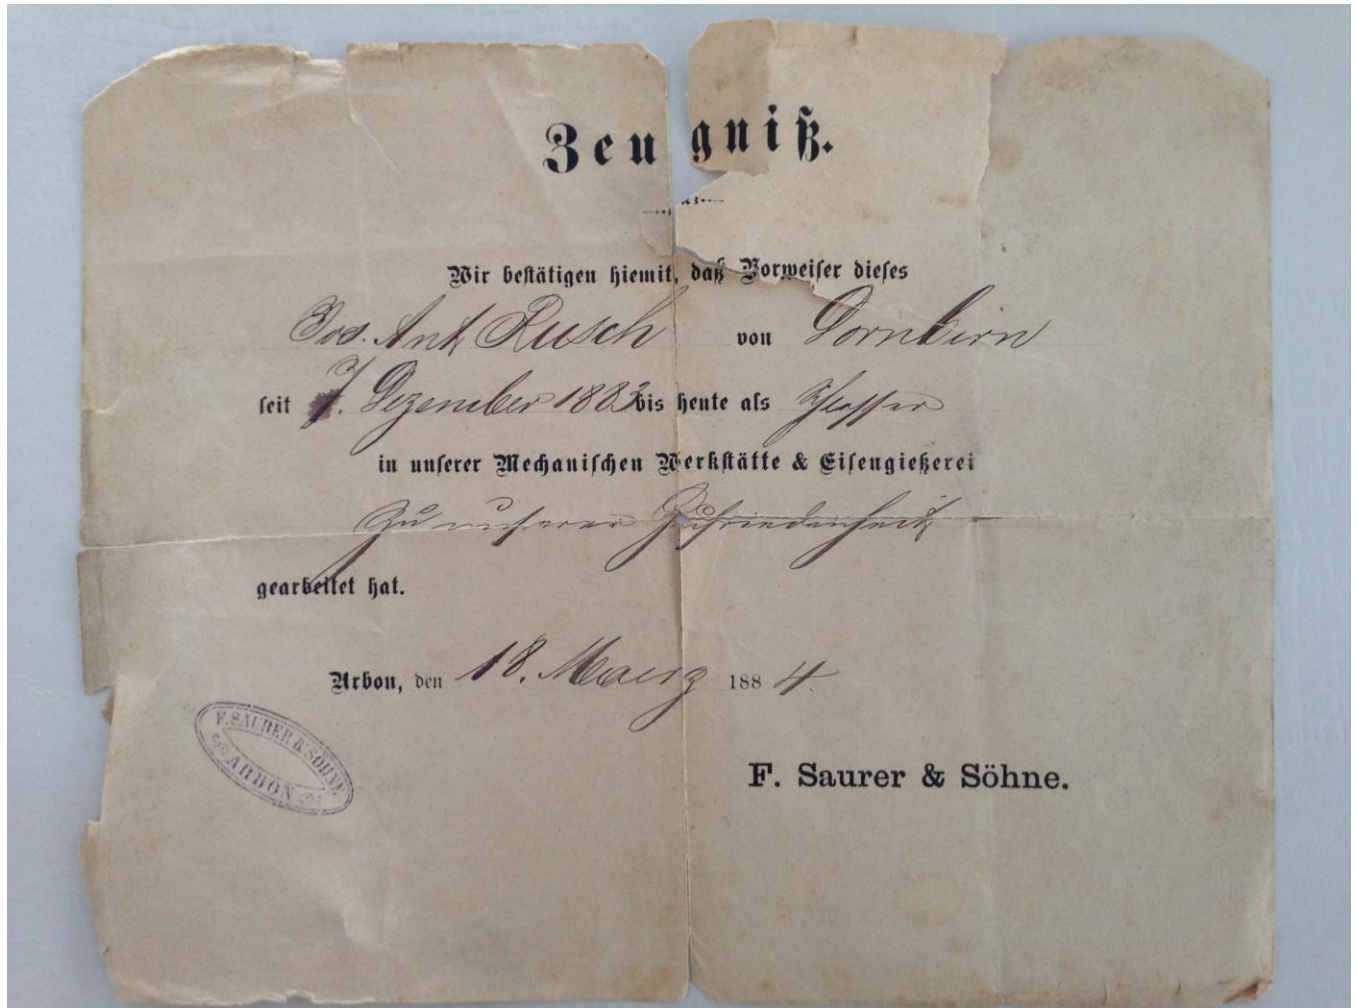 Zeugniß.
Wir bestätigen hiemit, daß Vorweiser dieses
Jos. Ant. Rusch von Dornbirn
seit 7. Dezember 1883 bis heute als Schlosser
in unserer Mechanischen Werkstätte & Eisengießerei
zu unserer Zufriedenheit
gearbeitet hat.
Arbon, den 18. Maerz 1884.
F. SAURER & SÖHNE.
ARBON
F. Saurer & Söhne.